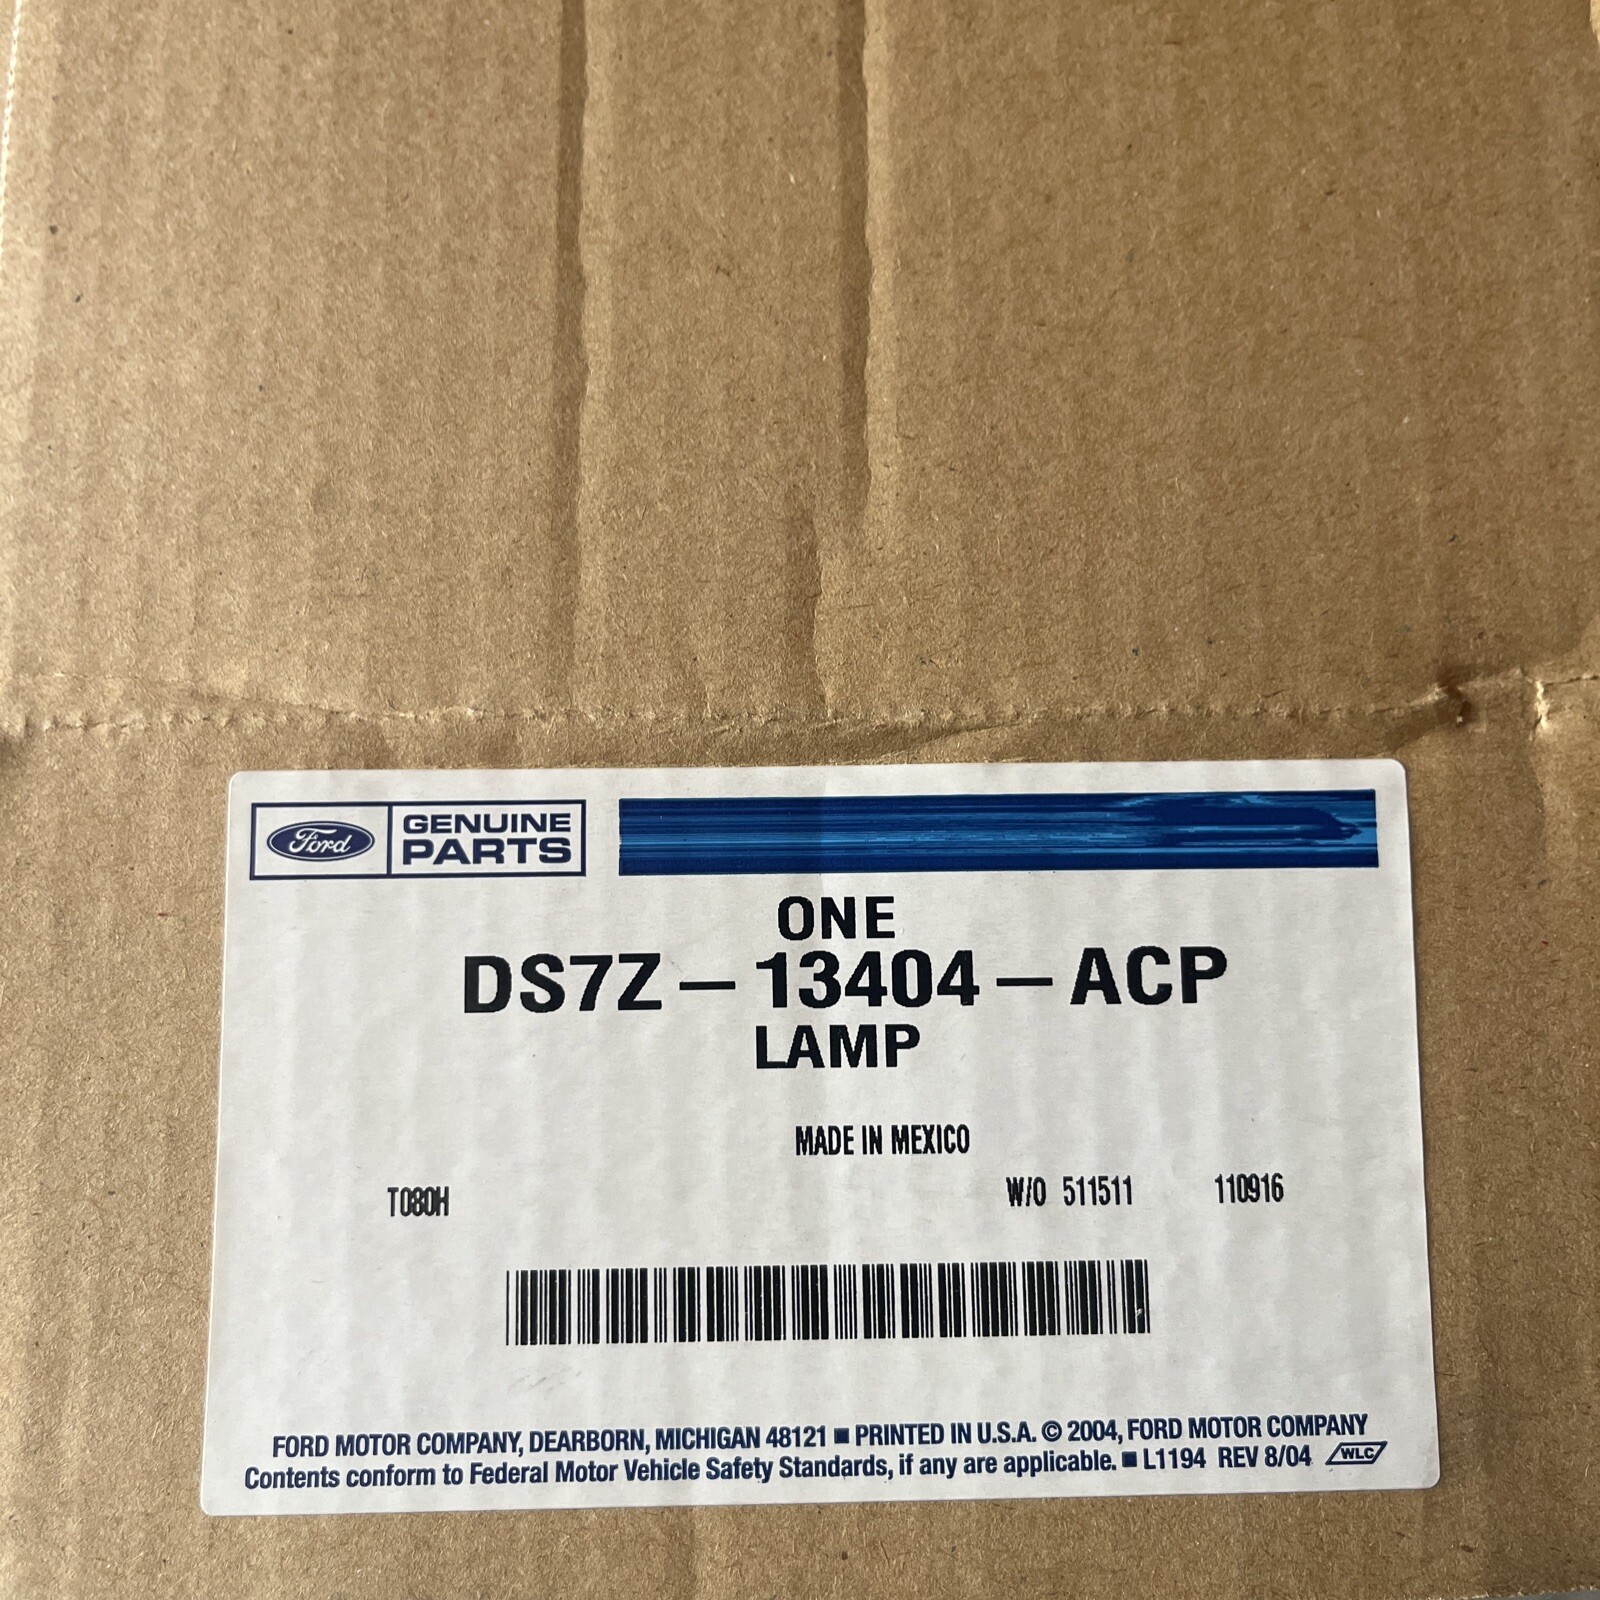 Ford GENUINE
PARTS
ONE
DS7Z – 13404 – ACP
LAMP
MADE IN MEXICO
T080H W/O 511511 110916
FORD MOTOR COMPANY, DEARBORN, MICHIGAN 48121 ■ PRINTED IN U.S.A. © 2004, FORD MOTOR COMPANY
Contents conform to Federal Motor Vehicle Safety Standards, if any are applicable. ■ L1194 REV 8/04 WLC